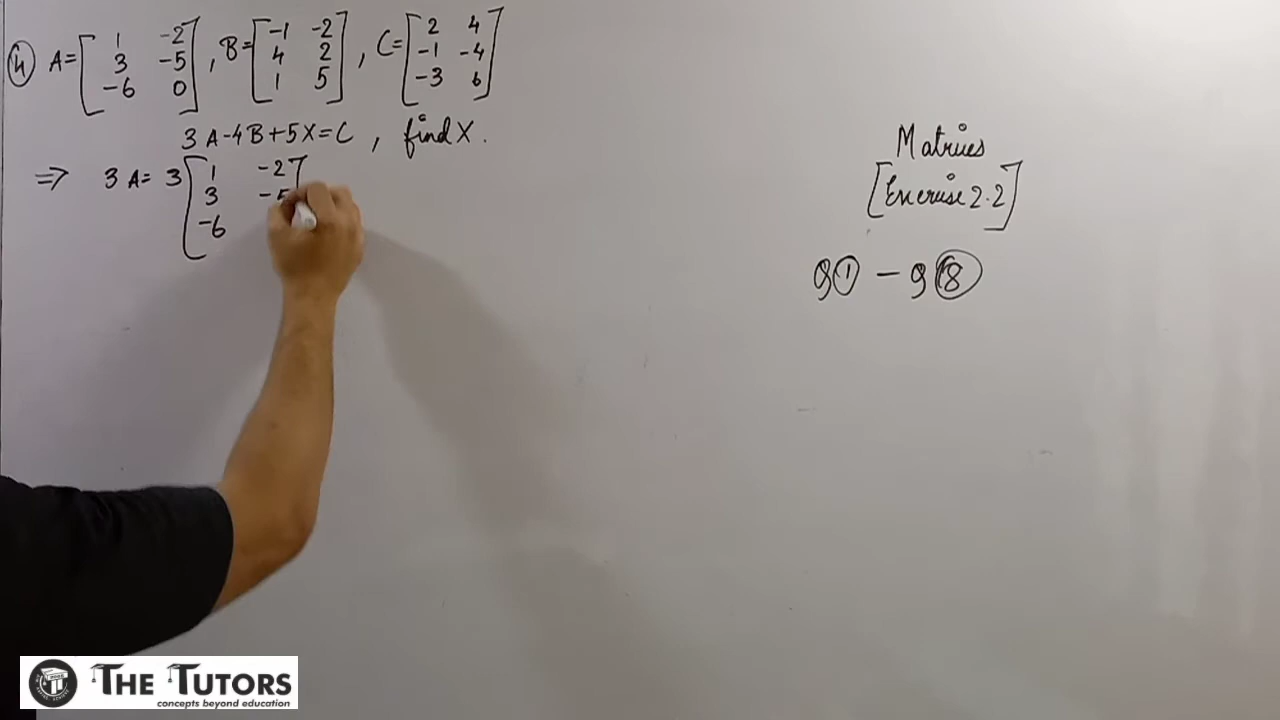 4 A = [ 1 -2 , B = [ -1 -2 , C = [ 2 4
3 -5 4 2 -1 -4
-6 0 ] 1 5 ] -3 6 ]
3A-4B+5X=C , find X.
⇒ 3A = 3 [ 1 -2
3 -5
-6
Matrices
[Exercise 2.2]
Q1 - Q18
THE TUTORS
concepts beyond education